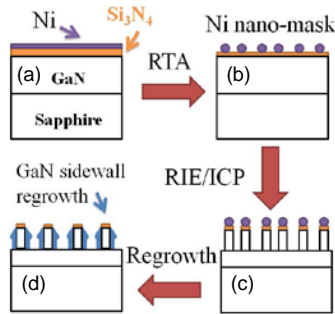 Ni
Si₃N₄
(a)
GaN
Sapphire
RTA
Ni nano-mask
(b)
RIE/ICP
GaN sidewall
regrowth
(d)
Regrowth
(c)